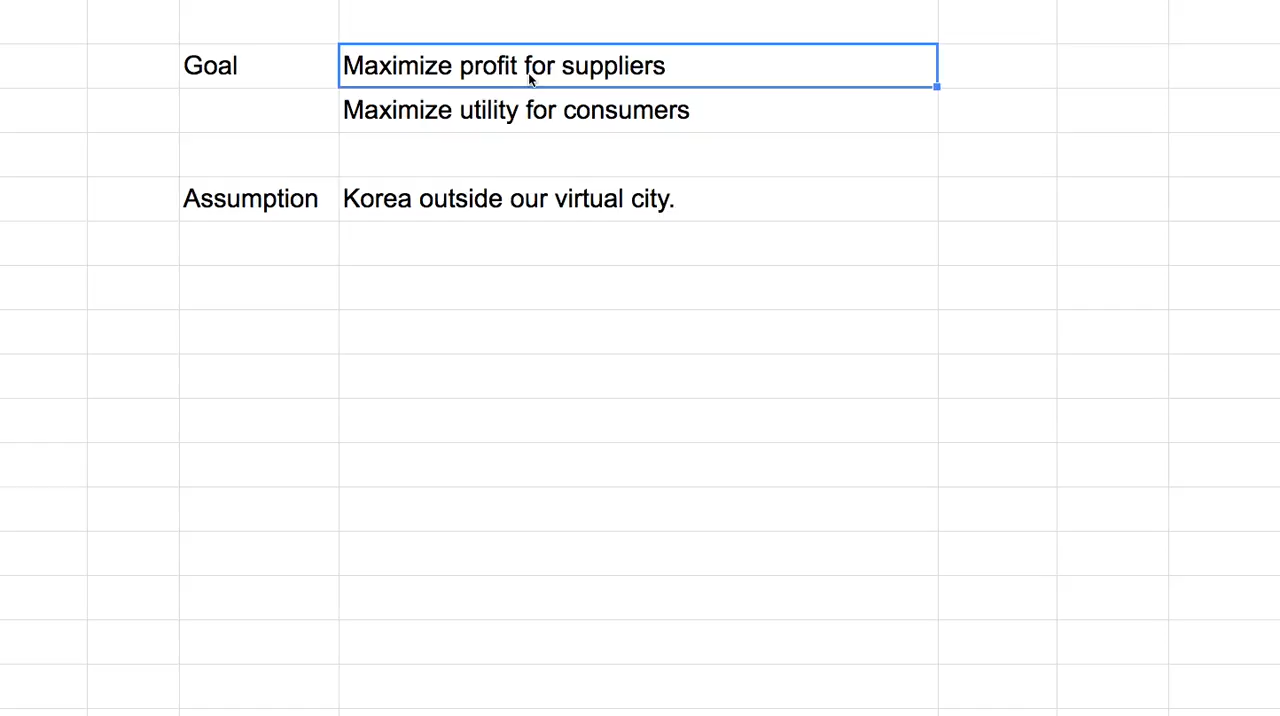 Goal Maximize profit for suppliers
Maximize utility for consumers
Assumption Korea outside our virtual city.